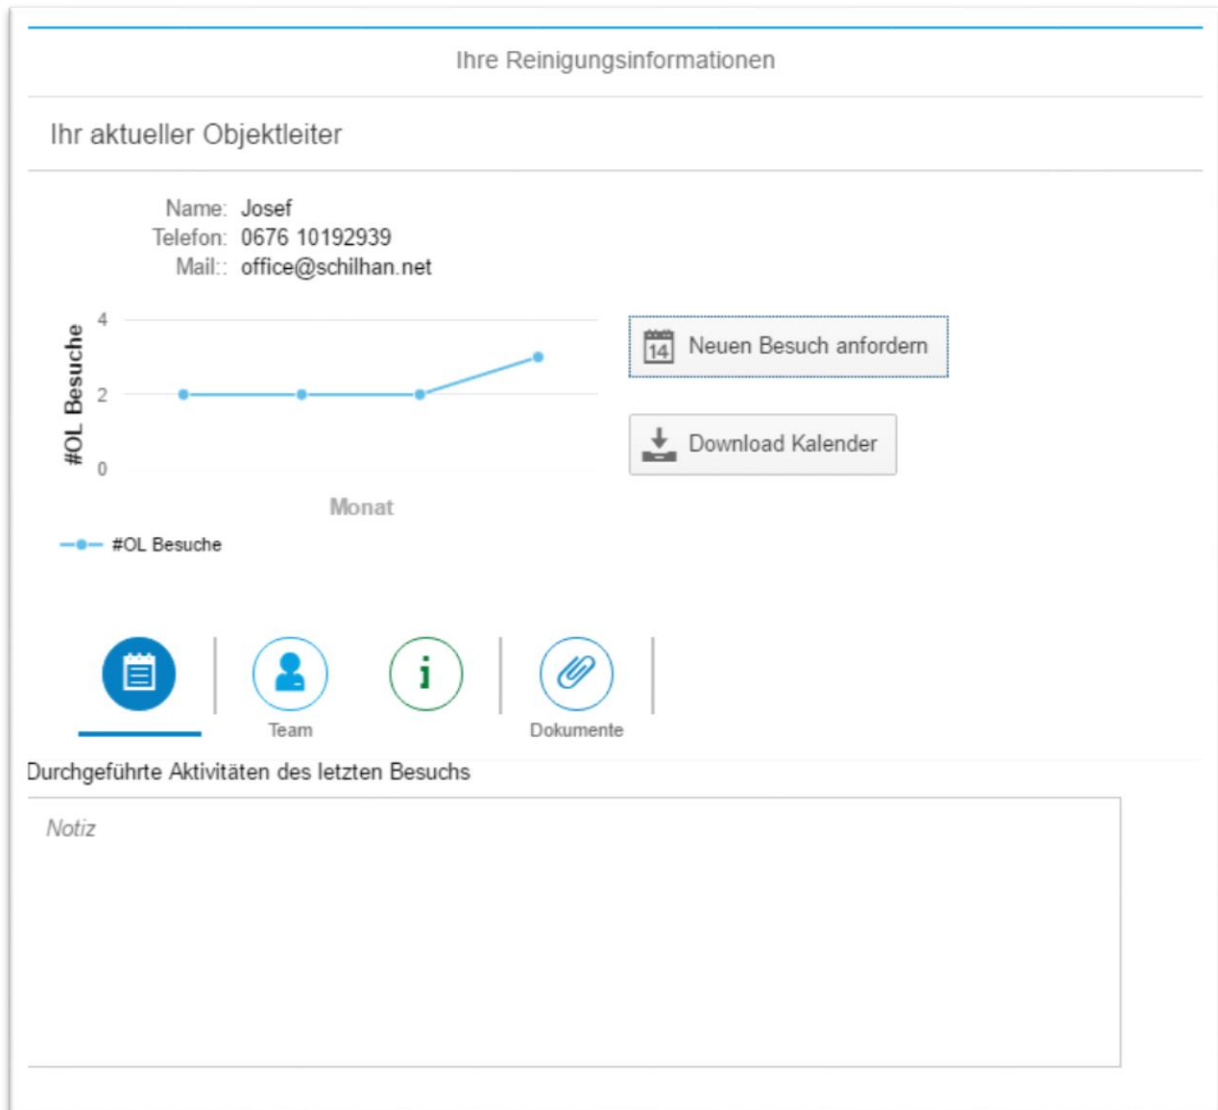 Ihre Reinigungsinformationen
Ihr aktueller Objektleiter
Name: Josef
Telefon: 0676 10192939
Mail:: office@schilhan.net
4
2
0
#OL Besuche
Monat
#OL Besuche
14 Neuen Besuch anfordern
Download Kalender
i
Team
Dokumente
Durchgeführte Aktivitäten des letzten Besuchs
Notiz